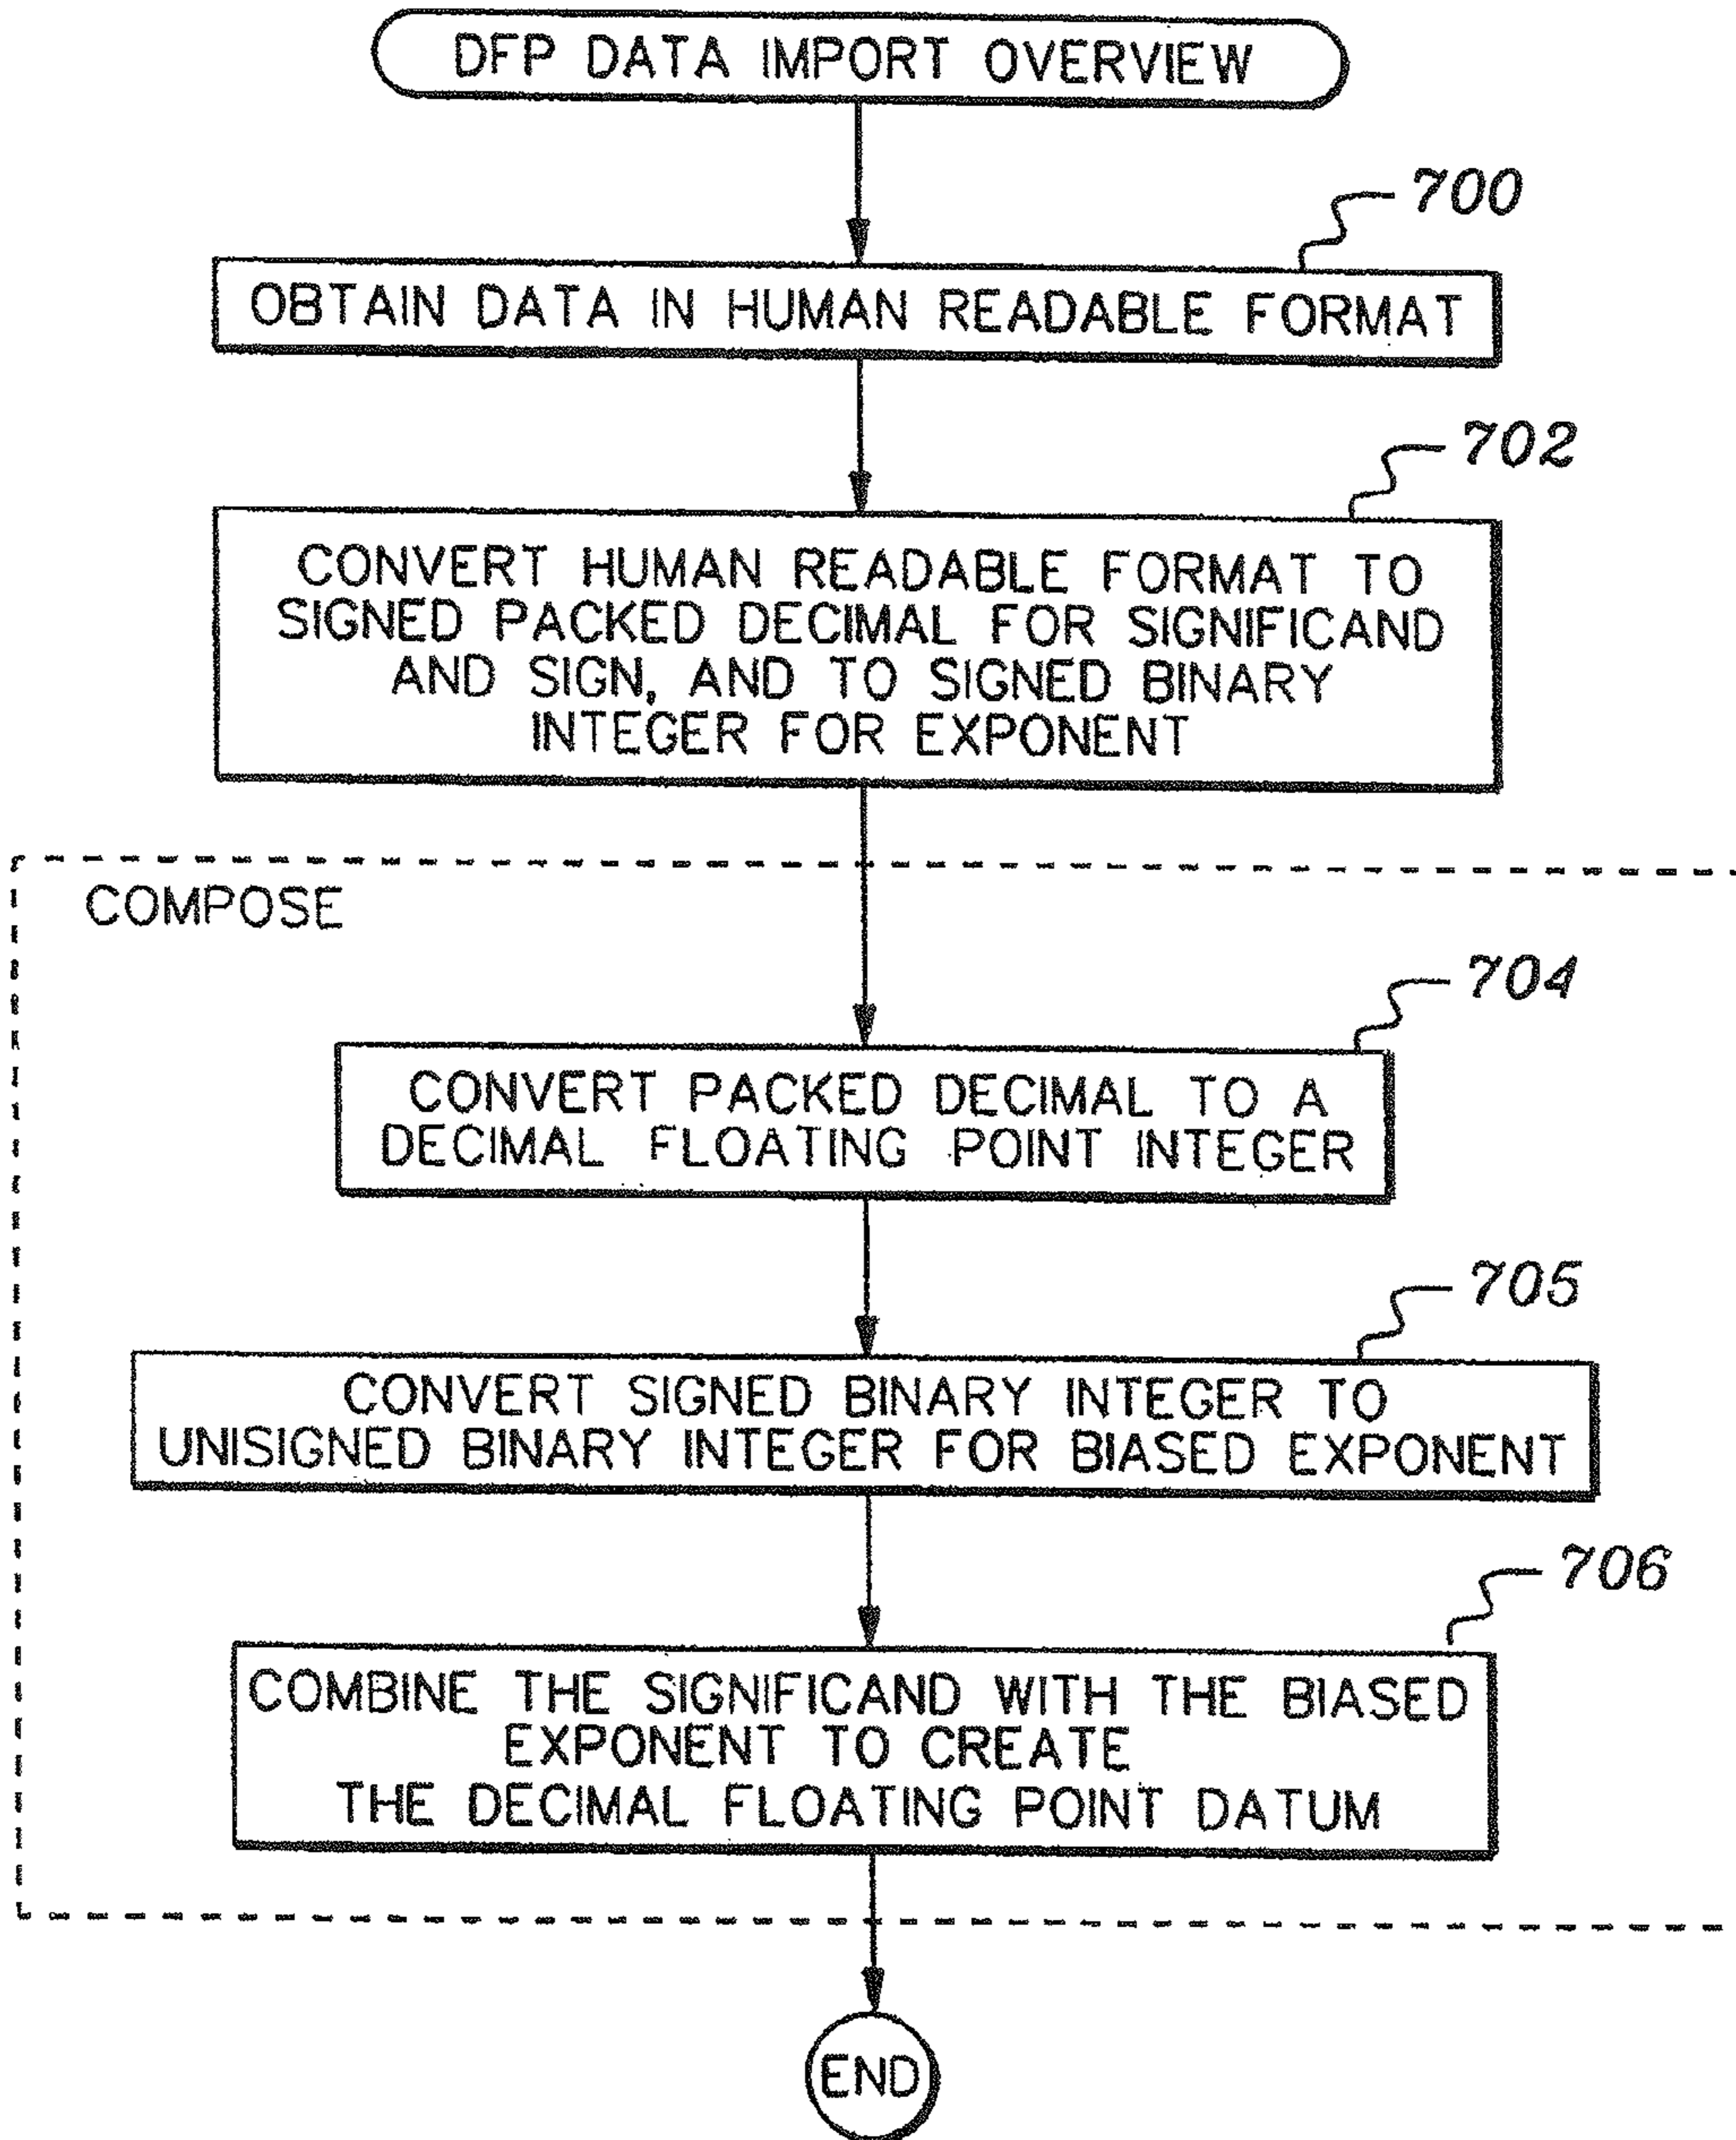 DFP DATA IMPORT OVERVIEW
700
OBTAIN DATA IN HUMAN READABLE FORMAT
702
CONVERT HUMAN READABLE FORMAT TO
SIGNED PACKED DECIMAL FOR SIGNIFICAND
AND SIGN, AND TO SIGNED BINARY
INTEGER FOR EXPONENT
COMPOSE
704
CONVERT PACKED DECIMAL TO A
DECIMAL FLOATING POINT INTEGER
705
CONVERT SIGNED BINARY INTEGER TO
UNISIGNED BINARY INTEGER FOR BIASED EXPONENT
706
COMBINE THE SIGNIFICAND WITH THE BIASED
EXPONENT TO CREATE
THE DECIMAL FLOATING POINT DATUM
END